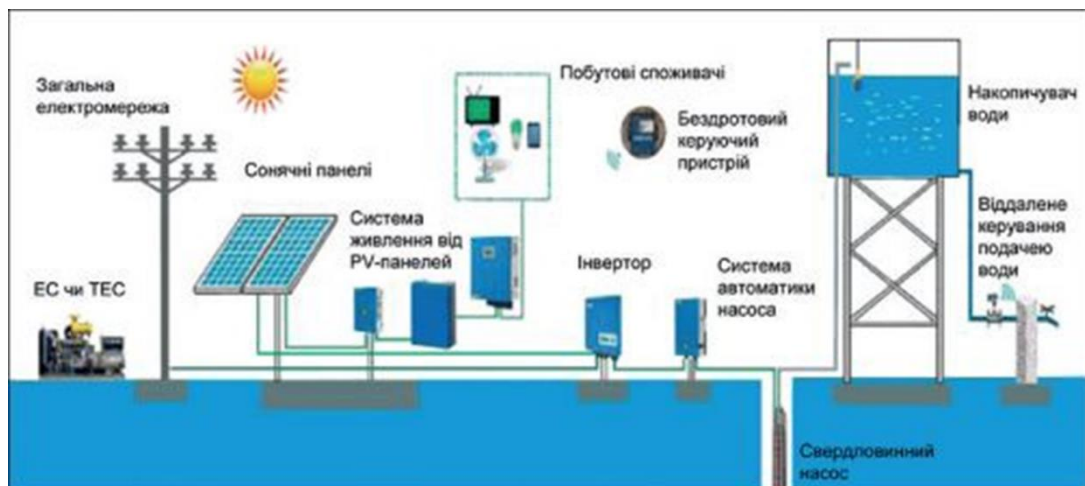 Загальна
електромережа
Побутові споживачі
Бездротовий
керуючий
пристрій
Накопичувач
води
Сонячні панелі
Система
живлення від
PV-панелей
Інвертор
Система
автоматики
насоса
Віддалене
керування
подачею
води
ЕС чи ТЕС
Свердловинний
насос